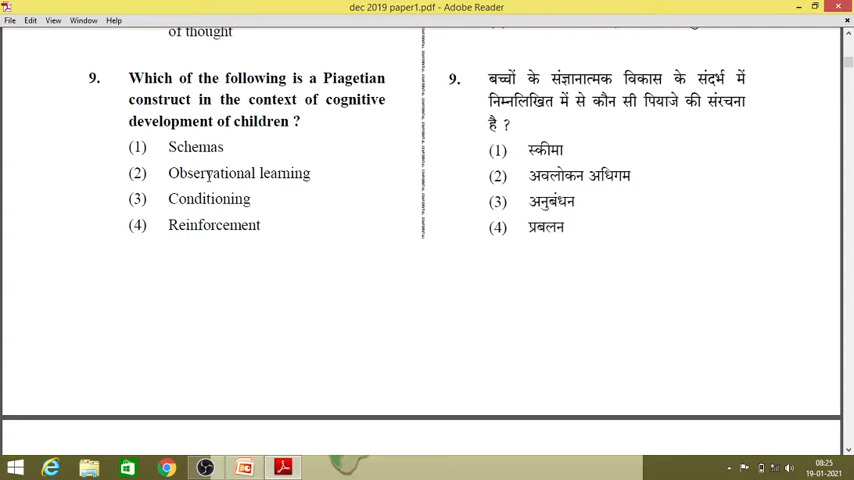 dec 2019 paper1.pdf - Adobe Reader
File Edit View Window Help
of thought
9. Which of the following is a Piagetian
construct in the context of cognitive
development of children ?
(1) Schemas
(2) Observational learning
(3) Conditioning
(4) Reinforcement
9. बच्चों के संज्ञानात्मक विकास के संदर्भ में
निम्नलिखित में से कौन सी पियाजे की संरचना
है ?
(1) स्कीमा
(2) अवलोकन अधिगम
(3) अनुबंधन
(4) प्रबलन
08:25
19-01-2021